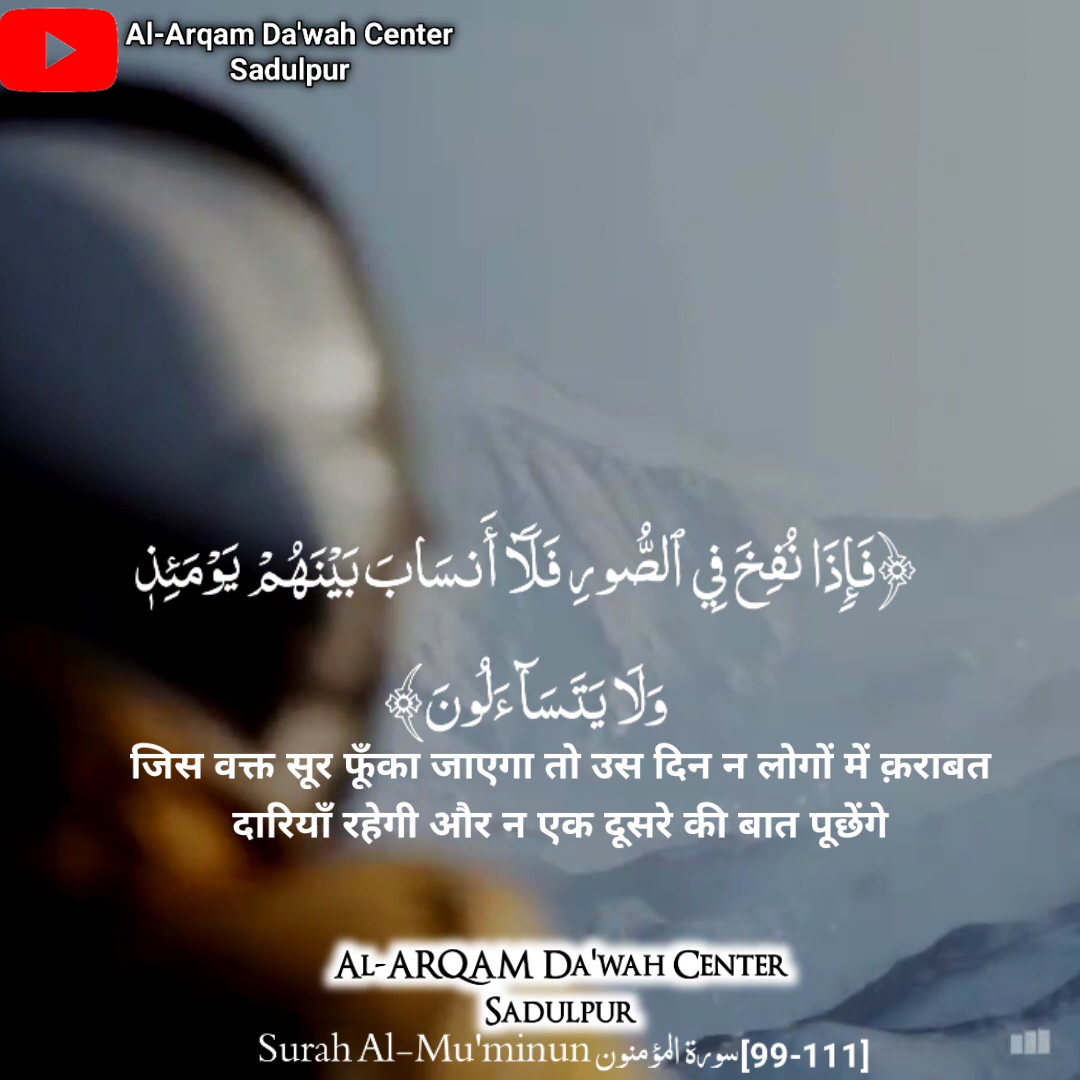 Al-Arqam Da'wah Center
Sadulpur
﴿فَإِذَا نُفِخَ فِي ٱلصُّورِ فَلَآ أَنسَابَ بَيْنَهُمْ يَوْمَئِذٖ
وَلَا يَتَسَآءَلُونَ﴾
जिस वक्त सूर फूँका जाएगा तो उस दिन न लोगों में क़राबत
दारियाँ रहेगी और न एक दूसरे की बात पूछेंगे
AL-ARQAM DA'WAH CENTER
SADULPUR
Surah Al-Mu'minun سورة المؤمنون[99-111]